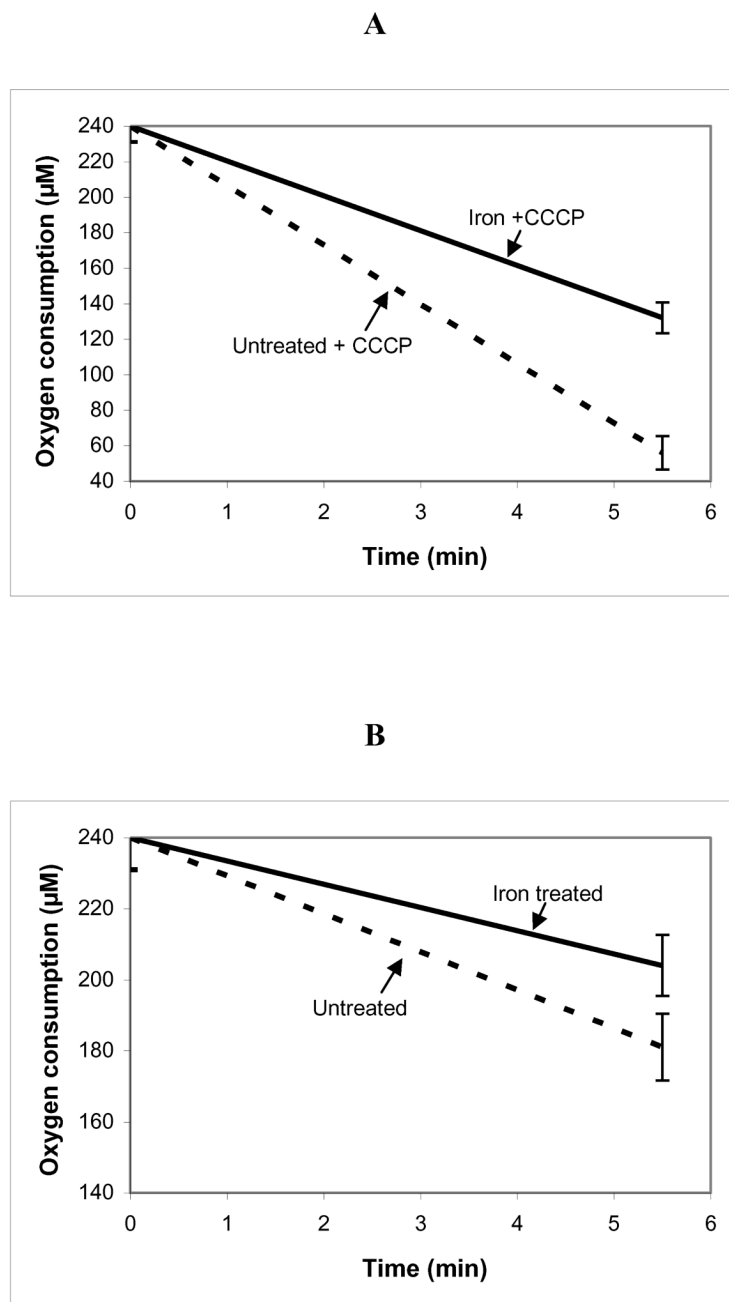 A
Oxygen consumption (µM)
240
220
200
180
160
140
120
100
80
60
40
Iron +CCCP
Untreated + CCCP
0 1 2 3 4 5 6
Time (min)
B
Oxygen consumption (µM)
240
220
200
180
160
140
Iron treated
Untreated
0 1 2 3 4 5 6
Time (min)